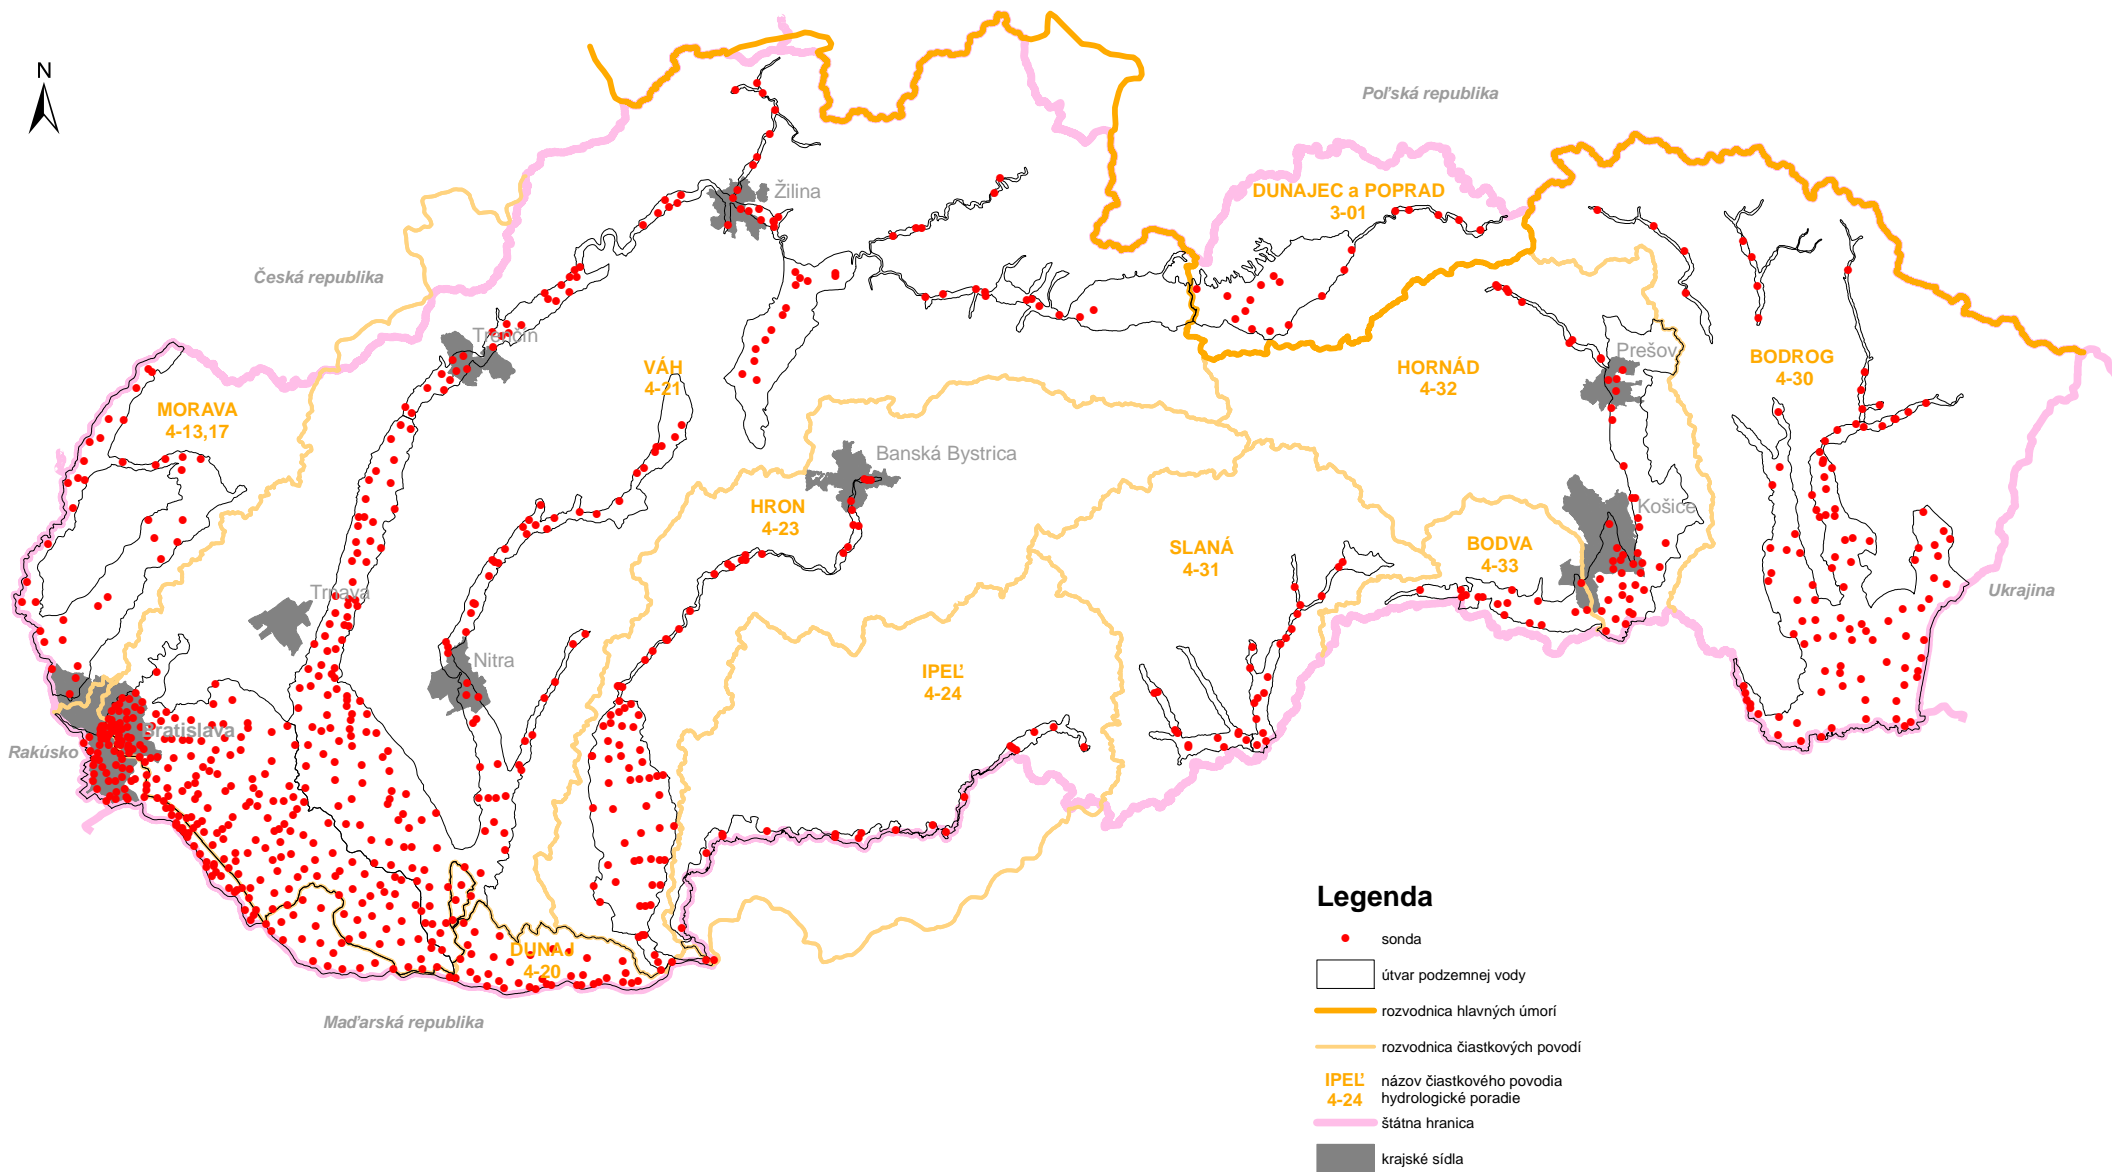 N
Poľská republika
DUNAJEC a POPRAD
3-01
Žilina
Česká republika
Trenčín
VÁH
4-21
HORNÁD
4-32
Prešov
BODROG
4-30
MORAVA
4-13,17
Banská Bystrica
HRON
4-23
Košice
SLANÁ
4-31
BODVA
4-33
Trnava
Ukrajina
Nitra
IPEĽ
4-24
Bratislava
Rakúsko
DUNAJ
4-20
Maďarská republika
Legenda
sonda
útvar podzemnej vody
rozvodnica hlavných úmorí
rozvodnica čiastkových povodí
IPEĽ názov čiastkového povodia
4-24 hydrologické poradie
štátna hranica
krajské sídla